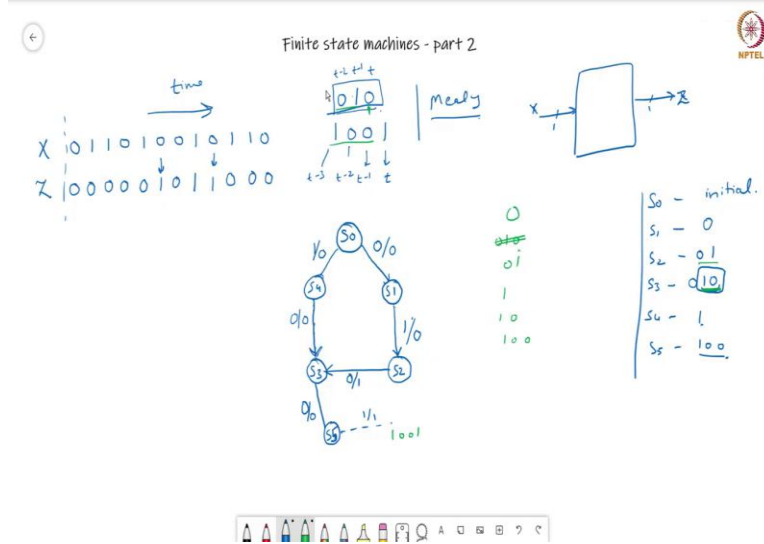 Finite state machines - part 2
NPTEL
time
X 0 1 1 0 1 0 0 1 0 1 1 0
Z 0 0 0 0 0 1 0 1 1 0 0 0
t-2 t-1 t
0 1 0
1 0 0 1
t-3 t-2 t-1 t
Mealy
X
1
Z
1
S0
1/0
0/0
S4
S1
0/0
1/0
S3
0/1
S2
0/0
S5
1/1
1001
0
010
01
1
10
100
S0 - initial.
S1 - 0
S2 - 01
S3 - 010
S4 - 1
S5 - 100